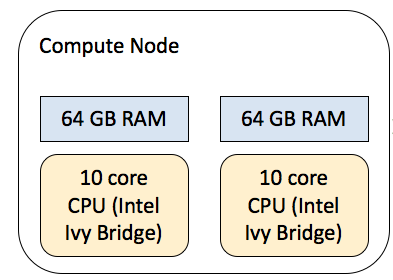 Compute Node
64 GB RAM
64 GB RAM
10 core
CPU (Intel
Ivy Bridge)
10 core
CPU (Intel
Ivy Bridge)